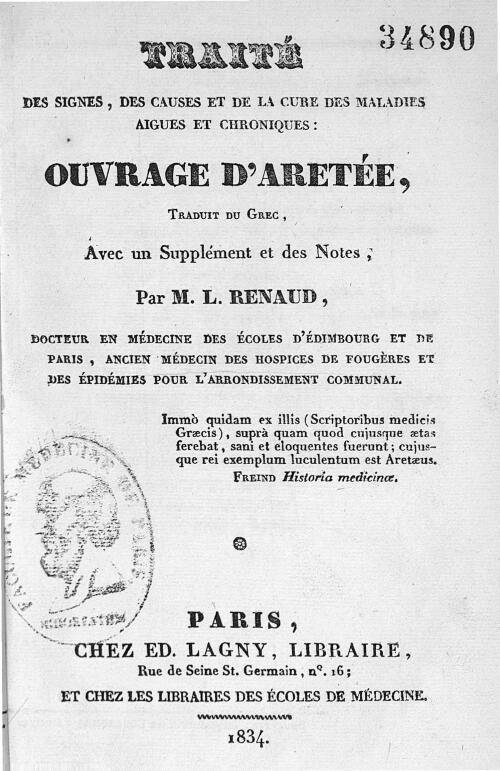 34890
TRAITÉ
DES SIGNES, DES CAUSES ET DE LA CURE DES MALADIES
AIGUES ET CHRONIQUES:
OUVRAGE D'ARETÉE,
TRADUIT DU GREC,
Avec un Supplément et des Notes,
Par M. L. RENAUD,
DOCTEUR EN MÉDECINE DES ÉCOLES D'ÉDIMBOURG ET DE
PARIS, ANCIEN MÉDECIN DES HOSPICES DE FOUGÈRES ET
DES ÉPIDÉMIES POUR L'ARRONDISSEMENT COMMUNAL.
Immò quidam ex illis (Scriptoribus medicis
Græcis), suprà quam quod cujusque ætas
ferebat, sani et eloquentes fuerunt; cujus-
que rei exemplum luculentum est Aretæus.
FREIND Historia medicinæ.
PARIS,
CHEZ ED. LAGNY, LIBRAIRE,
Rue de Seine St. Germain, nº. 16;
ET CHEZ LES LIBRAIRES DES ÉCOLES DE MÉDECINE.
1834.